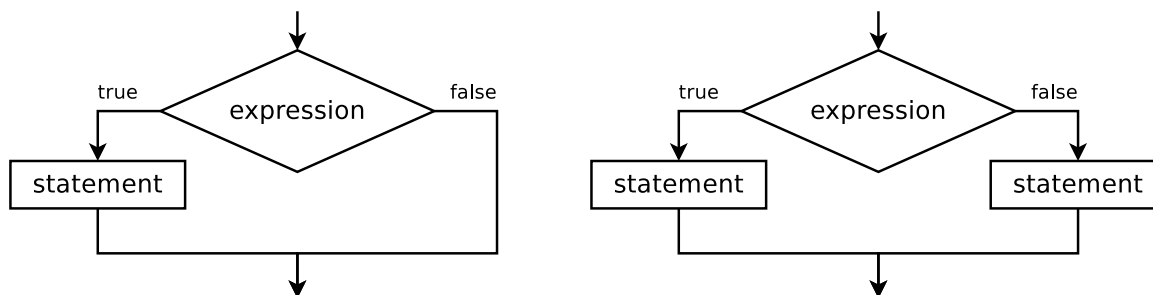 true
false
expression
statement
true
false
expression
statement
statement